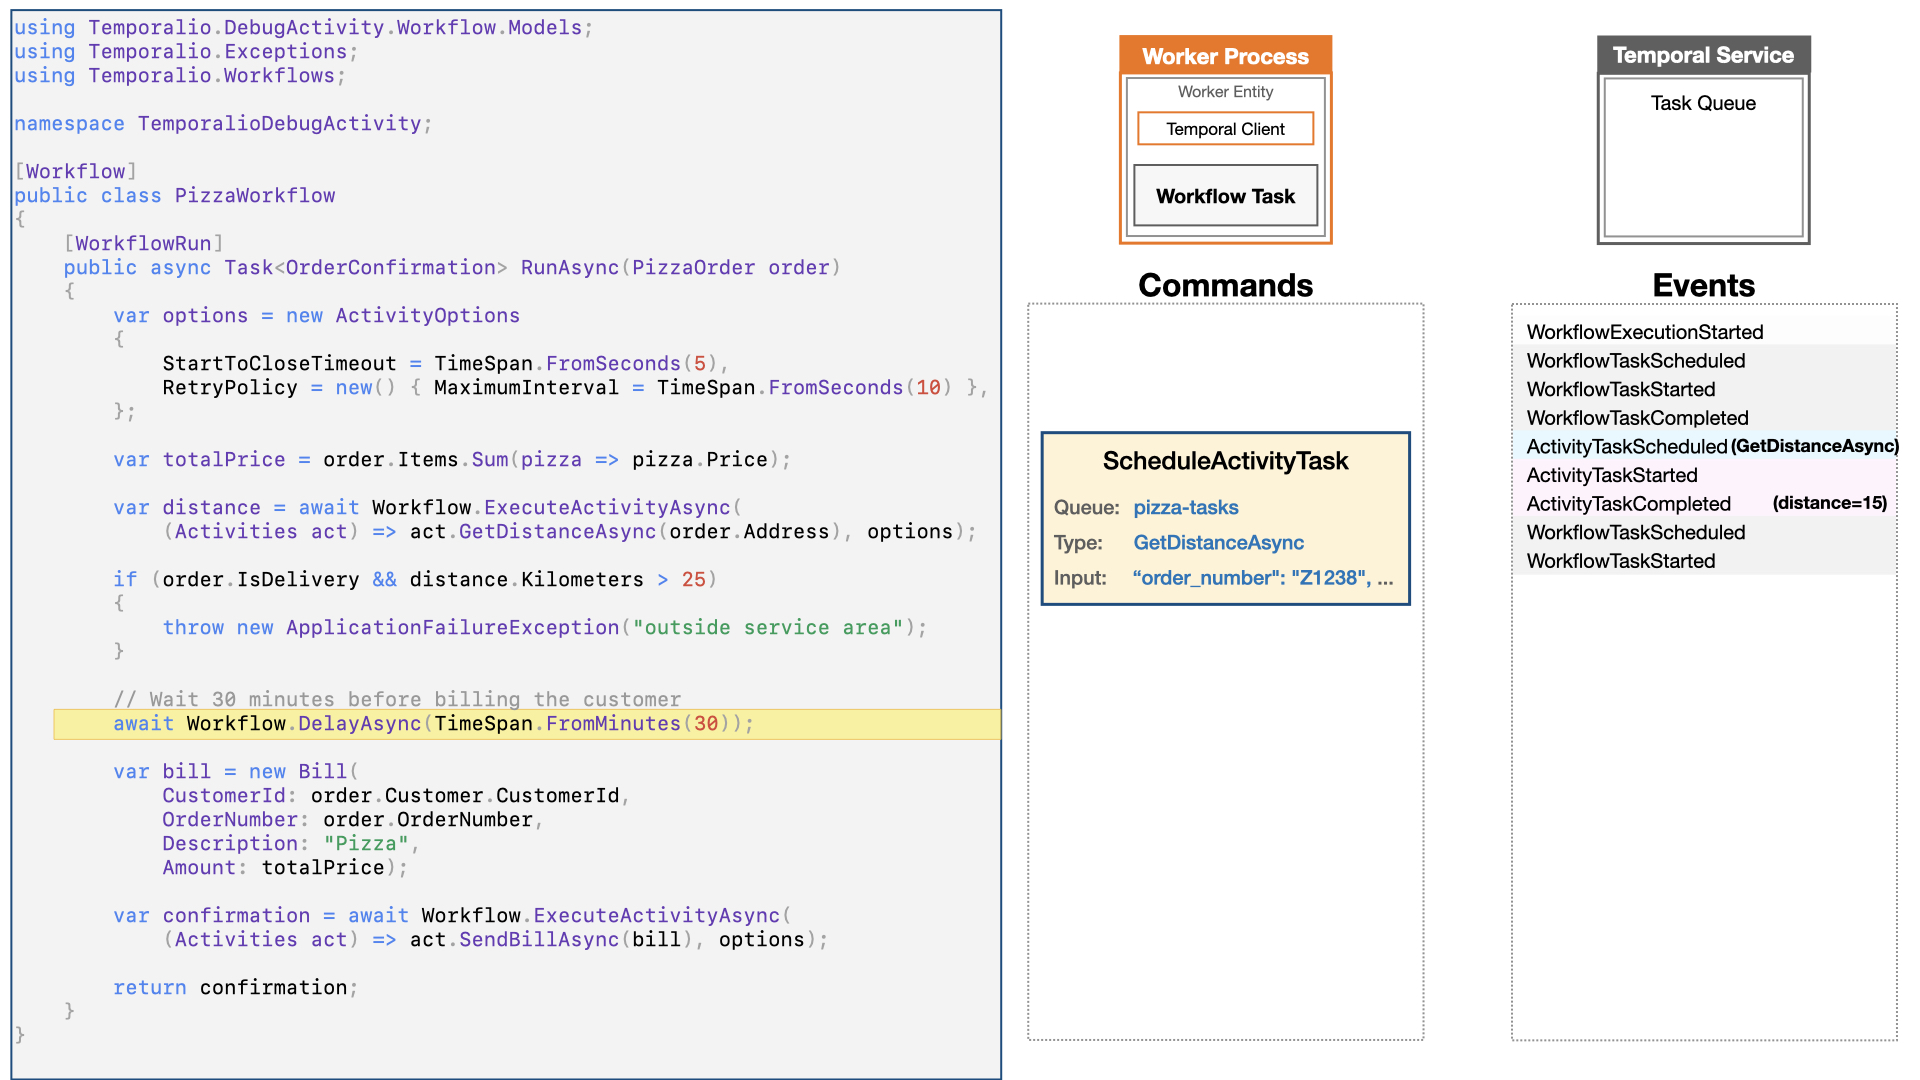 using Temporalio.DebugActivity.Workflow.Models;
using Temporalio.Exceptions;
using Temporalio.Workflows;
namespace TemporalioDebugActivity;
[Workflow]
public class PizzaWorkflow
{
[WorkflowRun]
public async Task<OrderConfirmation> RunAsync(PizzaOrder order)
{
var options = new ActivityOptions
{
StartToCloseTimeout = TimeSpan.FromSeconds(5),
RetryPolicy = new() { MaximumInterval = TimeSpan.FromSeconds(10) },
};
var totalPrice = order.Items.Sum(pizza => pizza.Price);
var distance = await Workflow.ExecuteActivityAsync(
(Activities act) => act.GetDistanceAsync(order.Address), options);
if (order.IsDelivery && distance.Kilometers > 25)
{
throw new ApplicationFailureException("outside service area");
}
// Wait 30 minutes before billing the customer
await Workflow.DelayAsync(TimeSpan.FromMinutes(30));
var bill = new Bill(
CustomerId: order.Customer.CustomerId,
OrderNumber: order.OrderNumber,
Description: "Pizza",
Amount: totalPrice);
var confirmation = await Workflow.ExecuteActivityAsync(
(Activities act) => act.SendBillAsync(bill), options);
return confirmation;
}
}
Worker Process
Worker Entity
Temporal Client
Workflow Task
Commands
ScheduleActivityTask
Queue: pizza-tasks
Type: GetDistanceAsync
Input: “order_number": "Z1238", ...
Temporal Service
Task Queue
Events
WorkflowExecutionStarted
WorkflowTaskScheduled
WorkflowTaskStarted
WorkflowTaskCompleted
ActivityTaskScheduled (GetDistanceAsync)
ActivityTaskStarted
ActivityTaskCompleted (distance=15)
WorkflowTaskScheduled
WorkflowTaskStarted